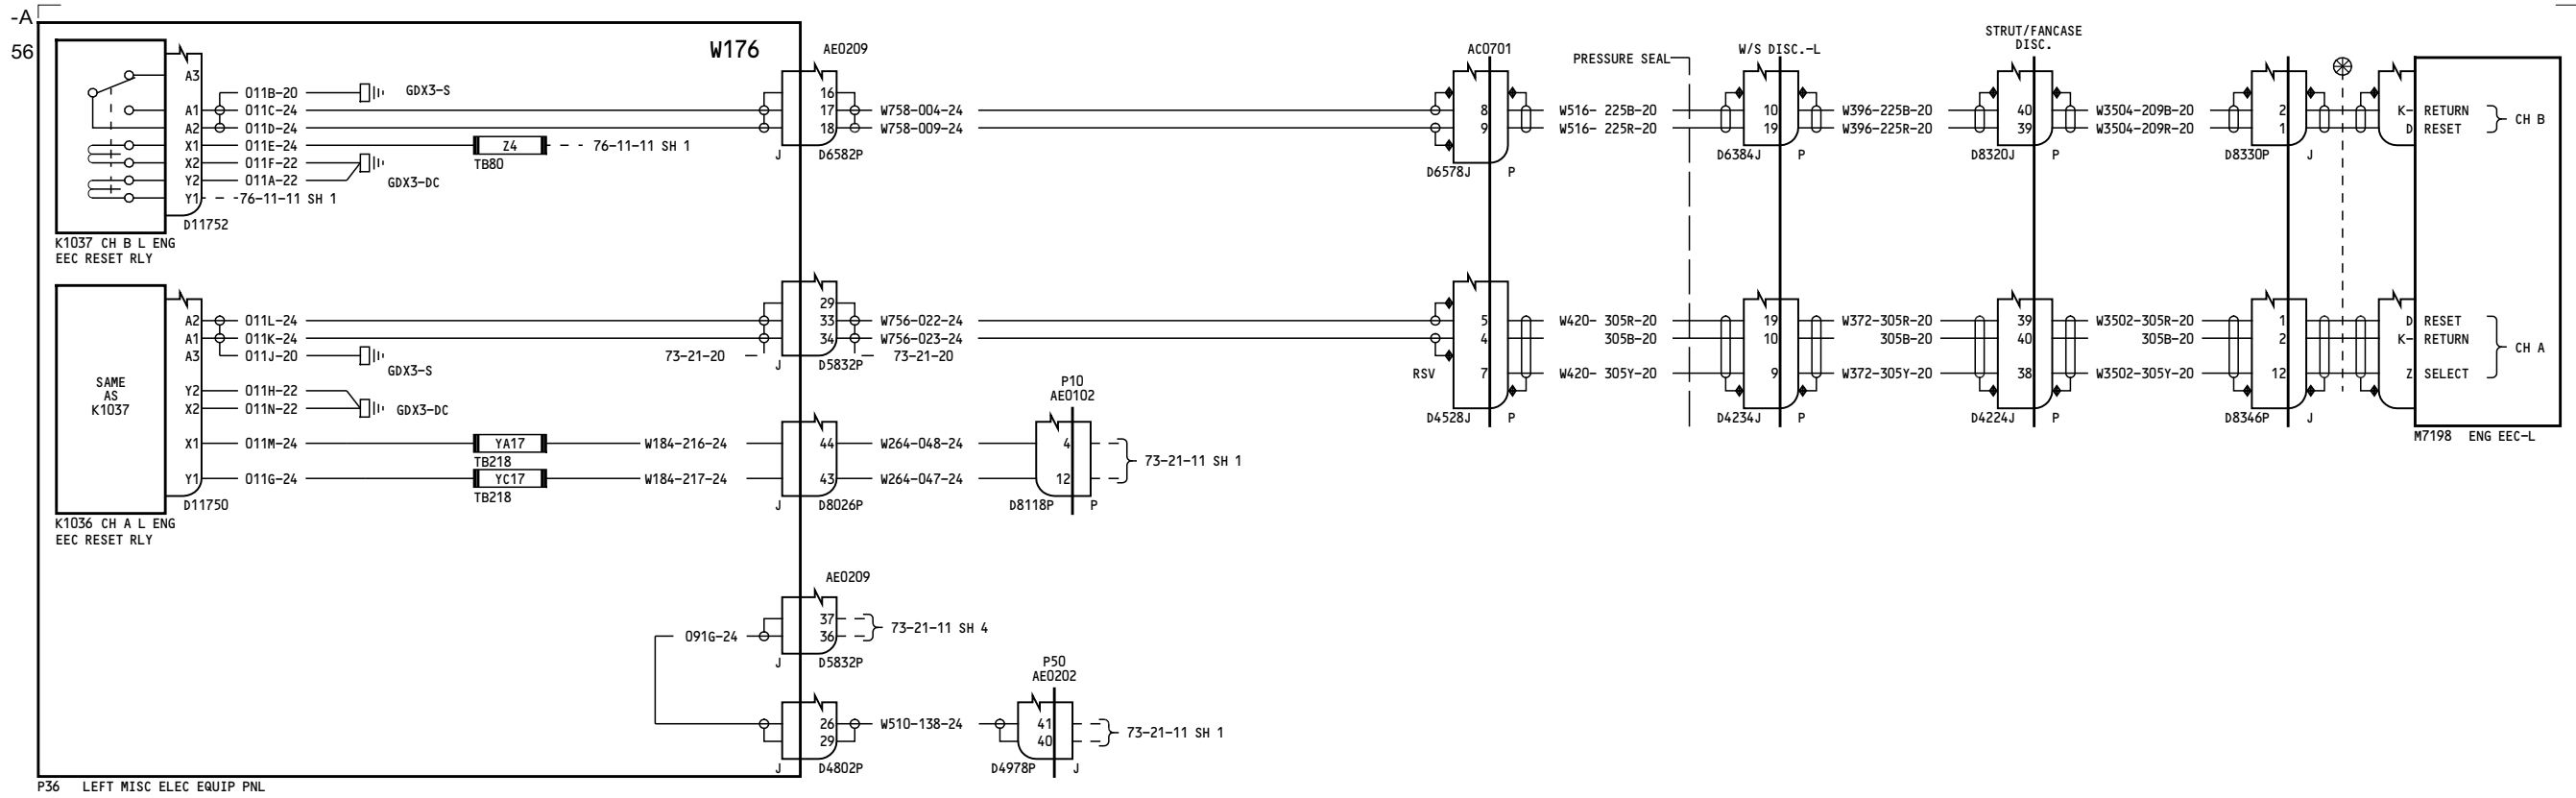 -A
56
W176
AE0209
AC0701
PRESSURE SEAL
W/S DISC.-L
STRUT/FANCASE
DISC.
A3
A1
A2
X1
X2
Y2
Y1
011B-20
011C-24
011D-24
011E-24
011F-22
011A-22
-76-11-11 SH 1
GDX3-S
GDX3-DC
Z4
TB80
76-11-11 SH 1
D11752
K1037 CH B L ENG
EEC RESET RLY
16
17
18
J
D6582P
W758-004-24
W758-009-24
8
9
D6578J
P
W516- 225B-20
W516- 225R-20
10
19
D6384J
P
W396-225B-20
W396-225R-20
40
39
D8320J
P
W3504-209B-20
W3504-209R-20
2
1
D8330P
J
K-
D
RETURN
RESET
CH B
SAME
AS
K1037
A2
A1
A3
Y2
X2
X1
Y1
011L-24
011K-24
011J-20
011H-22
011N-22
011M-24
011G-24
GDX3-S
GDX3-DC
YA17
TB218
YC17
TB218
D11750
K1036 CH A L ENG
EEC RESET RLY
73-21-20
29
33
34
J
D5832P
W756-022-24
W756-023-24
73-21-20
5
4
RSV
7
D4528J
P
W420- 305R-20
305B-20
W420- 305Y-20
19
10
9
D4234J
P
W372-305R-20
305B-20
W372-305Y-20
39
40
38
D4224J
P
W3502-305R-20
305B-20
W3502-305Y-20
1
2
12
D8346P
J
D
K-
Z
RESET
RETURN
SELECT
CH A
M7198 ENG EEC-L
W184-216-24
W184-217-24
44
43
J
D8026P
W264-048-24
W264-047-24
P10
AE0102
4
12
D8118P
P
73-21-11 SH 1
AE0209
091G-24
37
36
J
D5832P
73-21-11 SH 4
26
29
J
D4802P
W510-138-24
P50
AE0202
41
40
D4978P
J
73-21-11 SH 1
P36 LEFT MISC ELEC EQUIP PNL